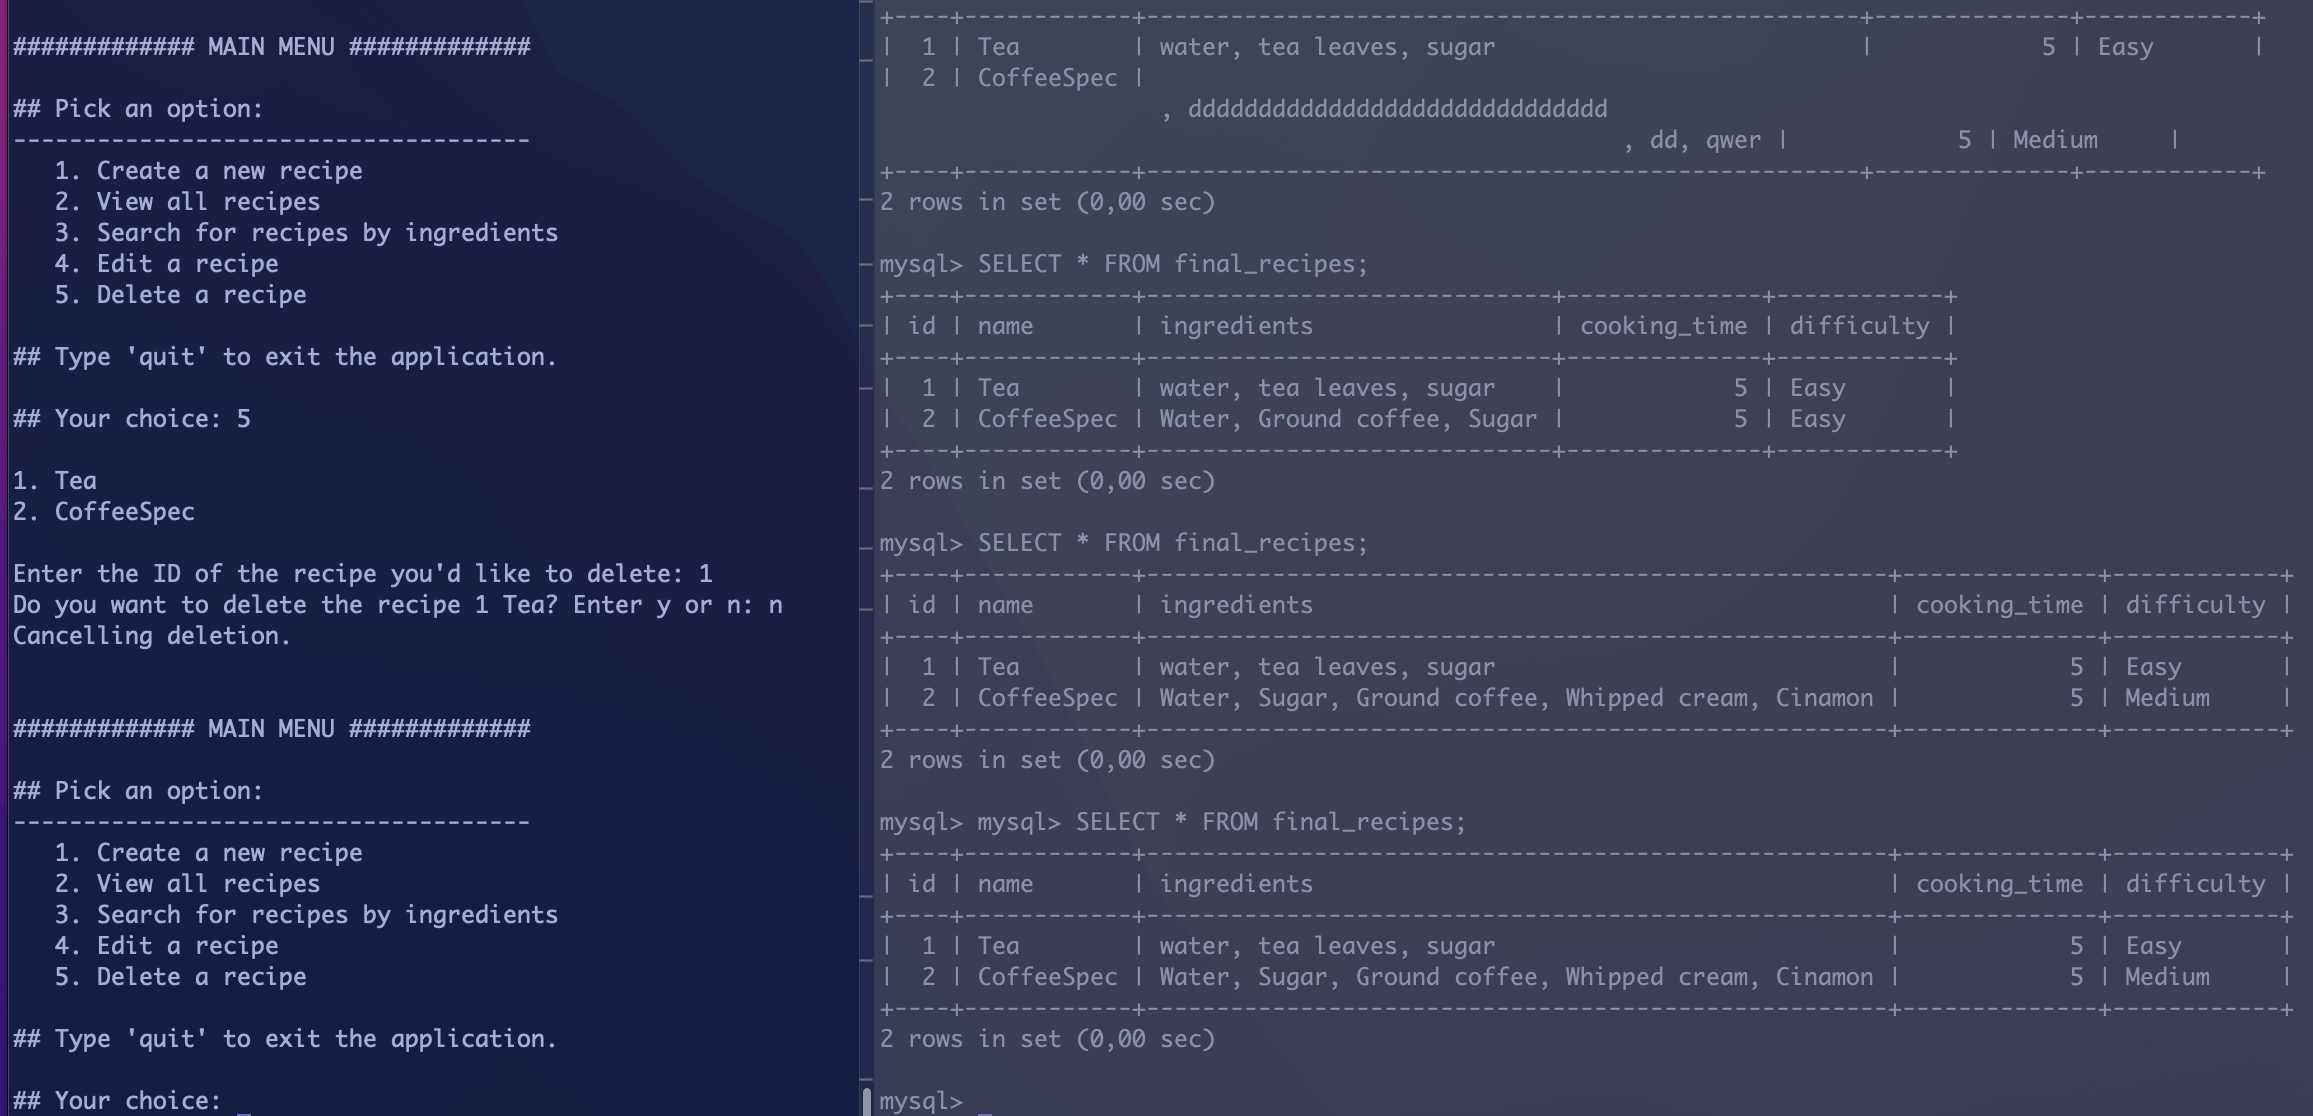 ############# MAIN MENU #############
## Pick an option:
-------------------------------------
1. Create a new recipe
2. View all recipes
3. Search for recipes by ingredients
4. Edit a recipe
5. Delete a recipe
## Type 'quit' to exit the application.
## Your choice: 5
1. Tea
2. CoffeeSpec
Enter the ID of the recipe you'd like to delete: 1
Do you want to delete the recipe 1 Tea? Enter y or n: n
Cancelling deletion.
############# MAIN MENU #############
## Pick an option:
-------------------------------------
1. Create a new recipe
2. View all recipes
3. Search for recipes by ingredients
4. Edit a recipe
5. Delete a recipe
## Type 'quit' to exit the application.
## Your choice: _
+----+------------+---------------------------------------------------+--------------+------------+
|  1 | Tea        | water, tea leaves, sugar                          |            5 | Easy       |
|  2 | CoffeeSpec |
, dddddddddddddddddddddddddddddd
, dd, qwer |            5 | Medium     |
+----+------------+---------------------------------------------------+--------------+------------+
2 rows in set (0,00 sec)
mysql> SELECT * FROM final_recipes;
+----+------------+-----------------------------+--------------+------------+
| id | name       | ingredients                 | cooking_time | difficulty |
+----+------------+-----------------------------+--------------+------------+
|  1 | Tea        | water, tea leaves, sugar    |            5 | Easy       |
|  2 | CoffeeSpec | Water, Ground coffee, Sugar |            5 | Easy       |
+----+------------+-----------------------------+--------------+------------+
2 rows in set (0,00 sec)
mysql> SELECT * FROM final_recipes;
+----+------------+-----------------------------------------------------+--------------+------------+
| id | name       | ingredients                                         | cooking_time | difficulty |
+----+------------+-----------------------------------------------------+--------------+------------+
|  1 | Tea        | water, tea leaves, sugar                            |            5 | Easy       |
|  2 | CoffeeSpec | Water, Sugar, Ground coffee, Whipped cream, Cinamon |            5 | Medium     |
+----+------------+-----------------------------------------------------+--------------+------------+
2 rows in set (0,00 sec)
mysql> mysql> SELECT * FROM final_recipes;
+----+------------+-----------------------------------------------------+--------------+------------+
| id | name       | ingredients                                         | cooking_time | difficulty |
+----+------------+-----------------------------------------------------+--------------+------------+
|  1 | Tea        | water, tea leaves, sugar                            |            5 | Easy       |
|  2 | CoffeeSpec | Water, Sugar, Ground coffee, Whipped cream, Cinamon |            5 | Medium     |
+----+------------+-----------------------------------------------------+--------------+------------+
2 rows in set (0,00 sec)
mysql> _